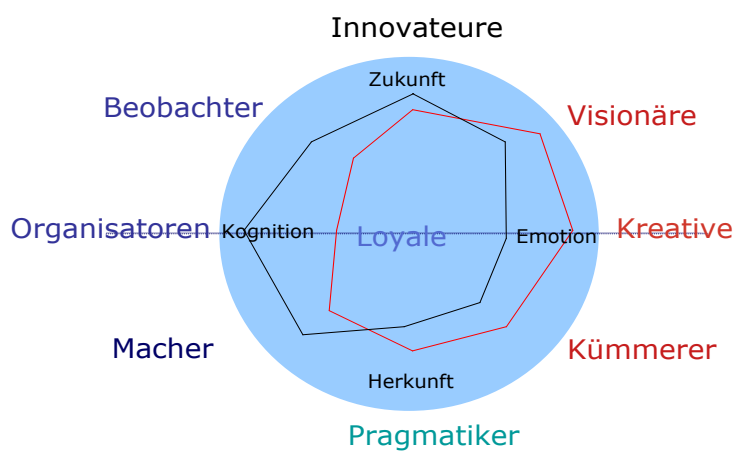 Innovateure
Zukunft
Beobachter
Visionäre
Organisatoren
Kognition
Loyale
Emotion
Kreative
Macher
Kümmerer
Herkunft
Pragmatiker